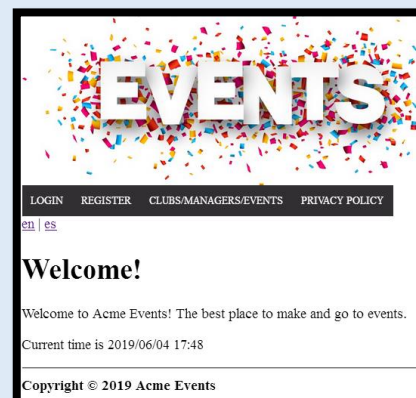 EVENTS
LOGIN REGISTER CLUBS/MANAGERS/EVENTS PRIVACY POLICY
en | es
Welcome!
Welcome to Acme Events! The best place to make and go to events.
Current time is 2019/06/04 17:48
Copyright © 2019 Acme Events